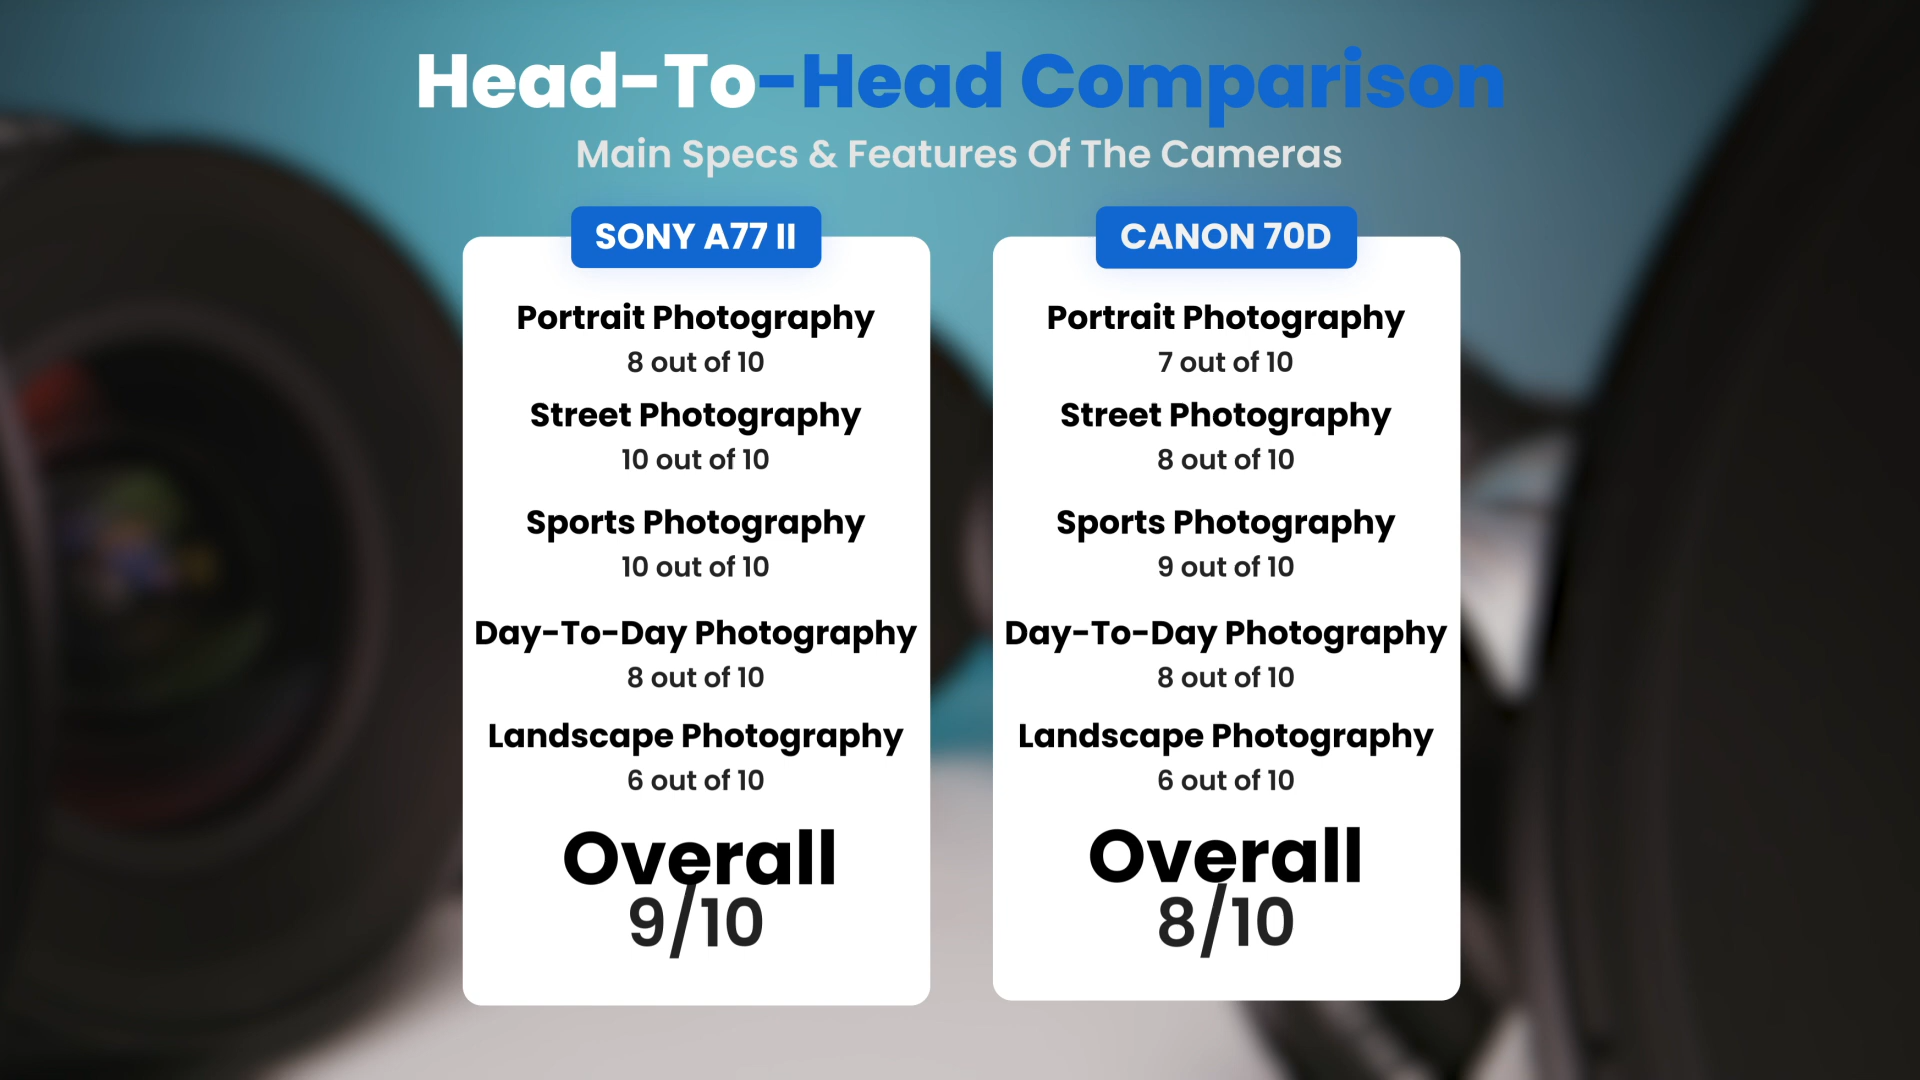 Head-To-Head Comparison
Main Specs & Features Of The Cameras
SONY A77 II
Portrait Photography
8 out of 10
Street Photography
10 out of 10
Sports Photography
10 out of 10
Day-To-Day Photography
8 out of 10
Landscape Photography
6 out of 10
Overall
9/10
CANON 70D
Portrait Photography
7 out of 10
Street Photography
8 out of 10
Sports Photography
9 out of 10
Day-To-Day Photography
8 out of 10
Landscape Photography
6 out of 10
Overall
8/10